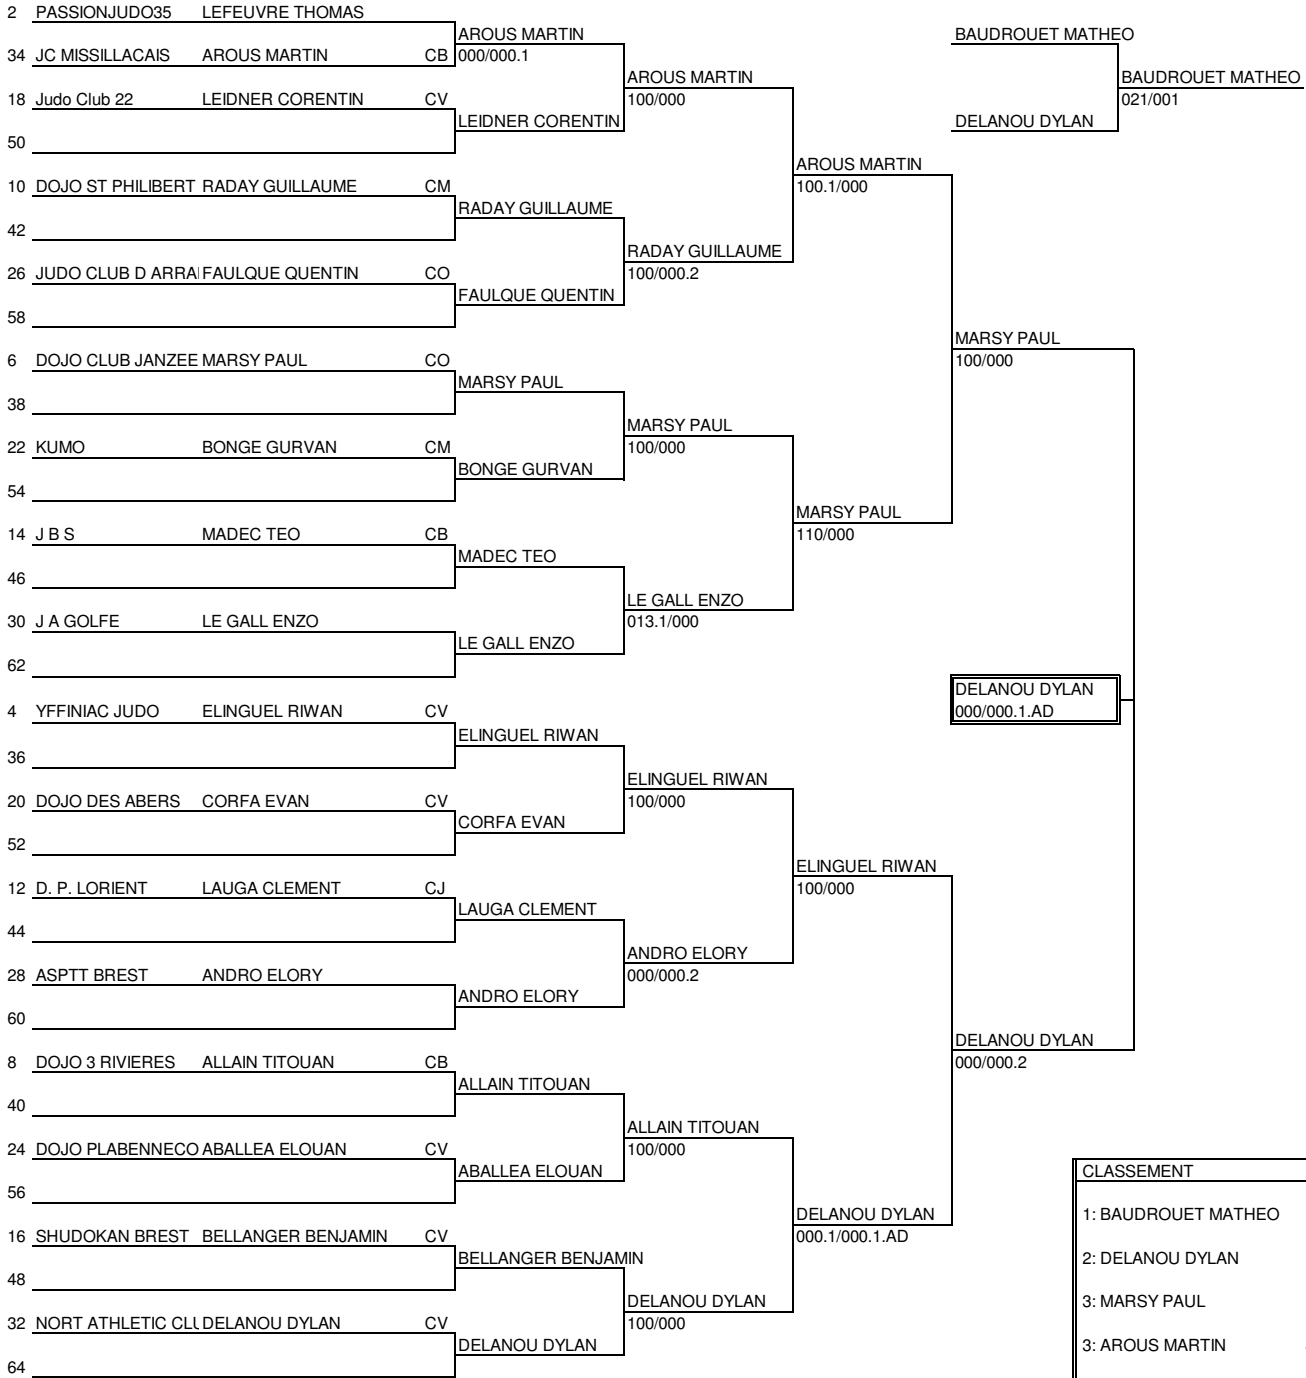 2 PASSIONJUDO35 LEFEUVRE THOMAS
AROUS MARTIN
BAUDROUET MATHEO
34 JC MISSILLACAIS AROUS MARTIN CB
000/000.1
AROUS MARTIN
BAUDROUET MATHEO
18 Judo Club 22 LEIDNER CORENTIN CV
100/000
021/001
LEIDNER CORENTIN
DELANOU DYLAN
50
AROUS MARTIN
10 DOJO ST PHILIBERT RADAY GUILLAUME CM
100.1/000
RADAY GUILLAUME
42
RADAY GUILLAUME
26 JUDO CLUB D ARRA FAULQUE QUENTIN CO
100/000.2
FAULQUE QUENTIN
58
MARSY PAUL
6 DOJO CLUB JANZEE MARSY PAUL CO
100/000
MARSY PAUL
38
MARSY PAUL
22 KUMO BONGE GURVAN CM
100/000
BONGE GURVAN
54
MARSY PAUL
14 J B S MADEC TEO CB
110/000
MADEC TEO
46
LE GALL ENZO
30 J A GOLFE LE GALL ENZO
013.1/000
LE GALL ENZO
62
DELANOU DYLAN
4 YFFINIAC JUDO ELINGUEL RIWAN CV
000/000.1.AD
ELINGUEL RIWAN
36
ELINGUEL RIWAN
20 DOJO DES ABERS CORFA EVAN CV
100/000
CORFA EVAN
52
ELINGUEL RIWAN
12 D. P. LORIENT LAUGA CLEMENT CJ
100/000
LAUGA CLEMENT
44
ANDRO ELORY
28 ASPTT BREST ANDRO ELORY
000/000.2
ANDRO ELORY
60
DELANOU DYLAN
8 DOJO 3 RIVIERES ALLAIN TITOUAN CB
000/000.2
ALLAIN TITOUAN
40
ALLAIN TITOUAN
24 DOJO PLABENNECO ABALLEA ELOUAN CV
100/000
ABALLEA ELOUAN
CLASSEMENT
56
1: BAUDROUET MATHEO
DELANOU DYLAN
16 SHUDOKAN BREST BELLANGER BENJAMIN CV
000.1/000.1.AD
BELLANGER BENJAMIN
2: DELANOU DYLAN
48
DELANOU DYLAN
3: MARSY PAUL
32 NORT ATHLETIC CLU DELANOU DYLAN CV
100/000
DELANOU DYLAN
3: AROUS MARTIN
64